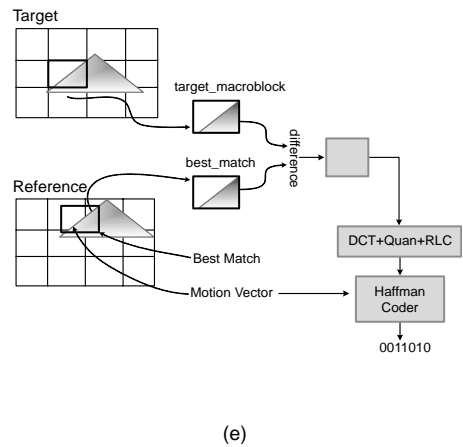 Target
target_macroblock
difference
best_match
Reference
DCT+Quan+RLC
Best Match
Motion Vector
Haffman
Coder
0011010
(e)